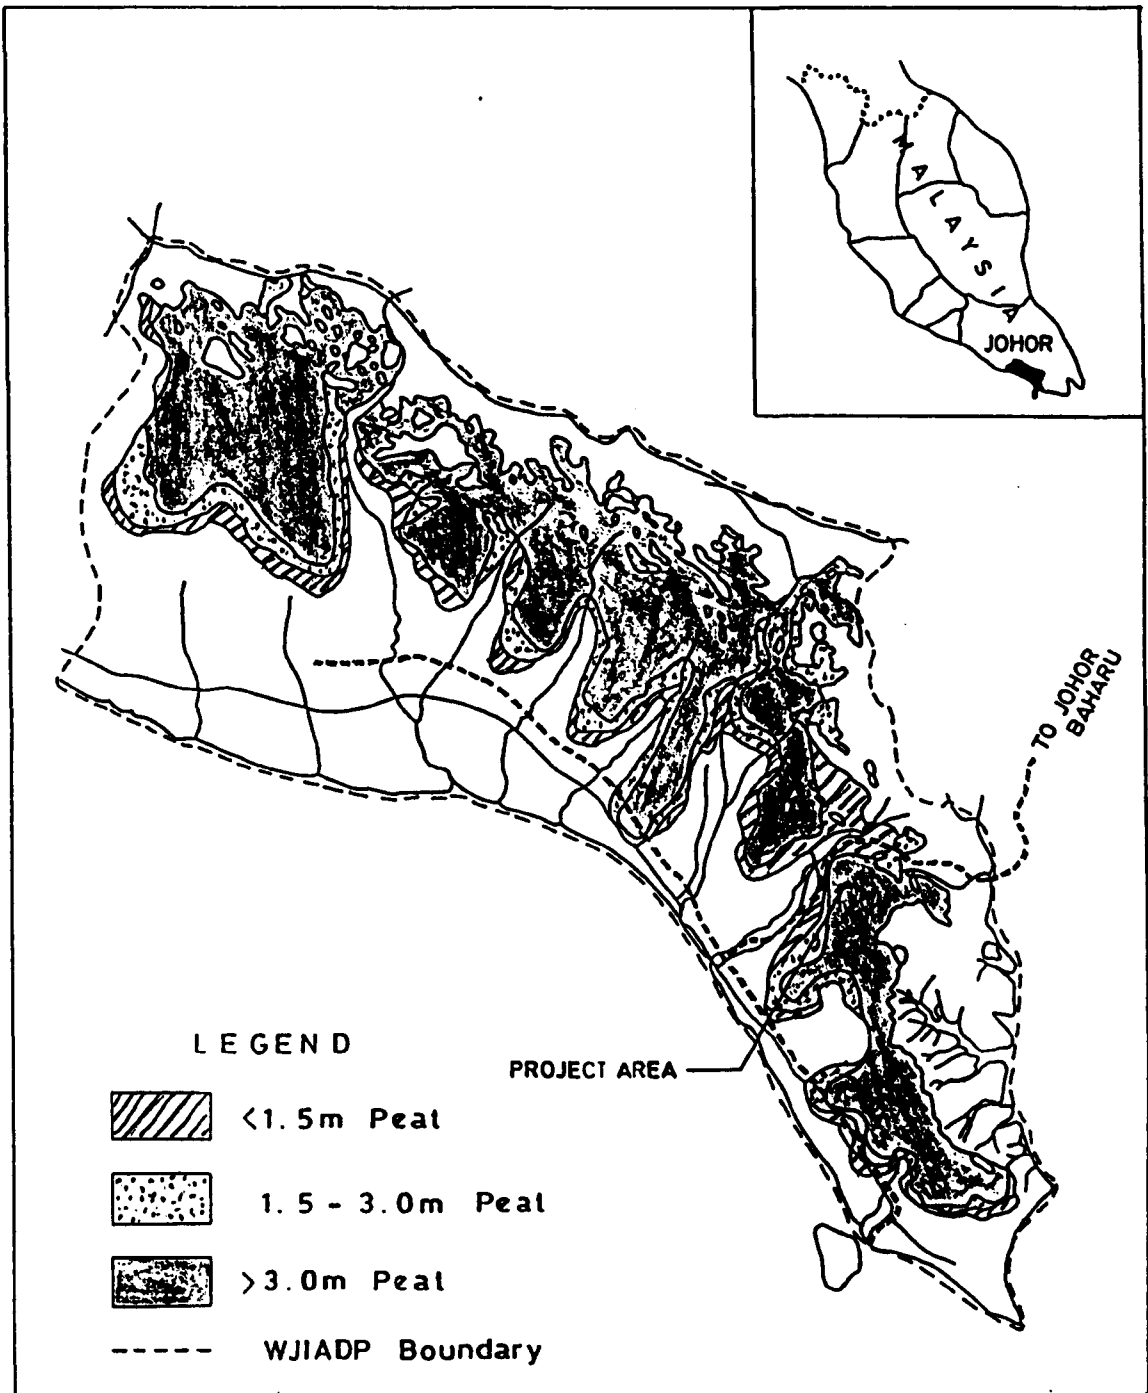 MALAYSIA
JOHOR
TO JOHOR
BAHARU
PROJECT AREA
LEGEND
<1.5m Peat
1.5 - 3.0m Peat
>3.0m Peat
WJIADP Boundary